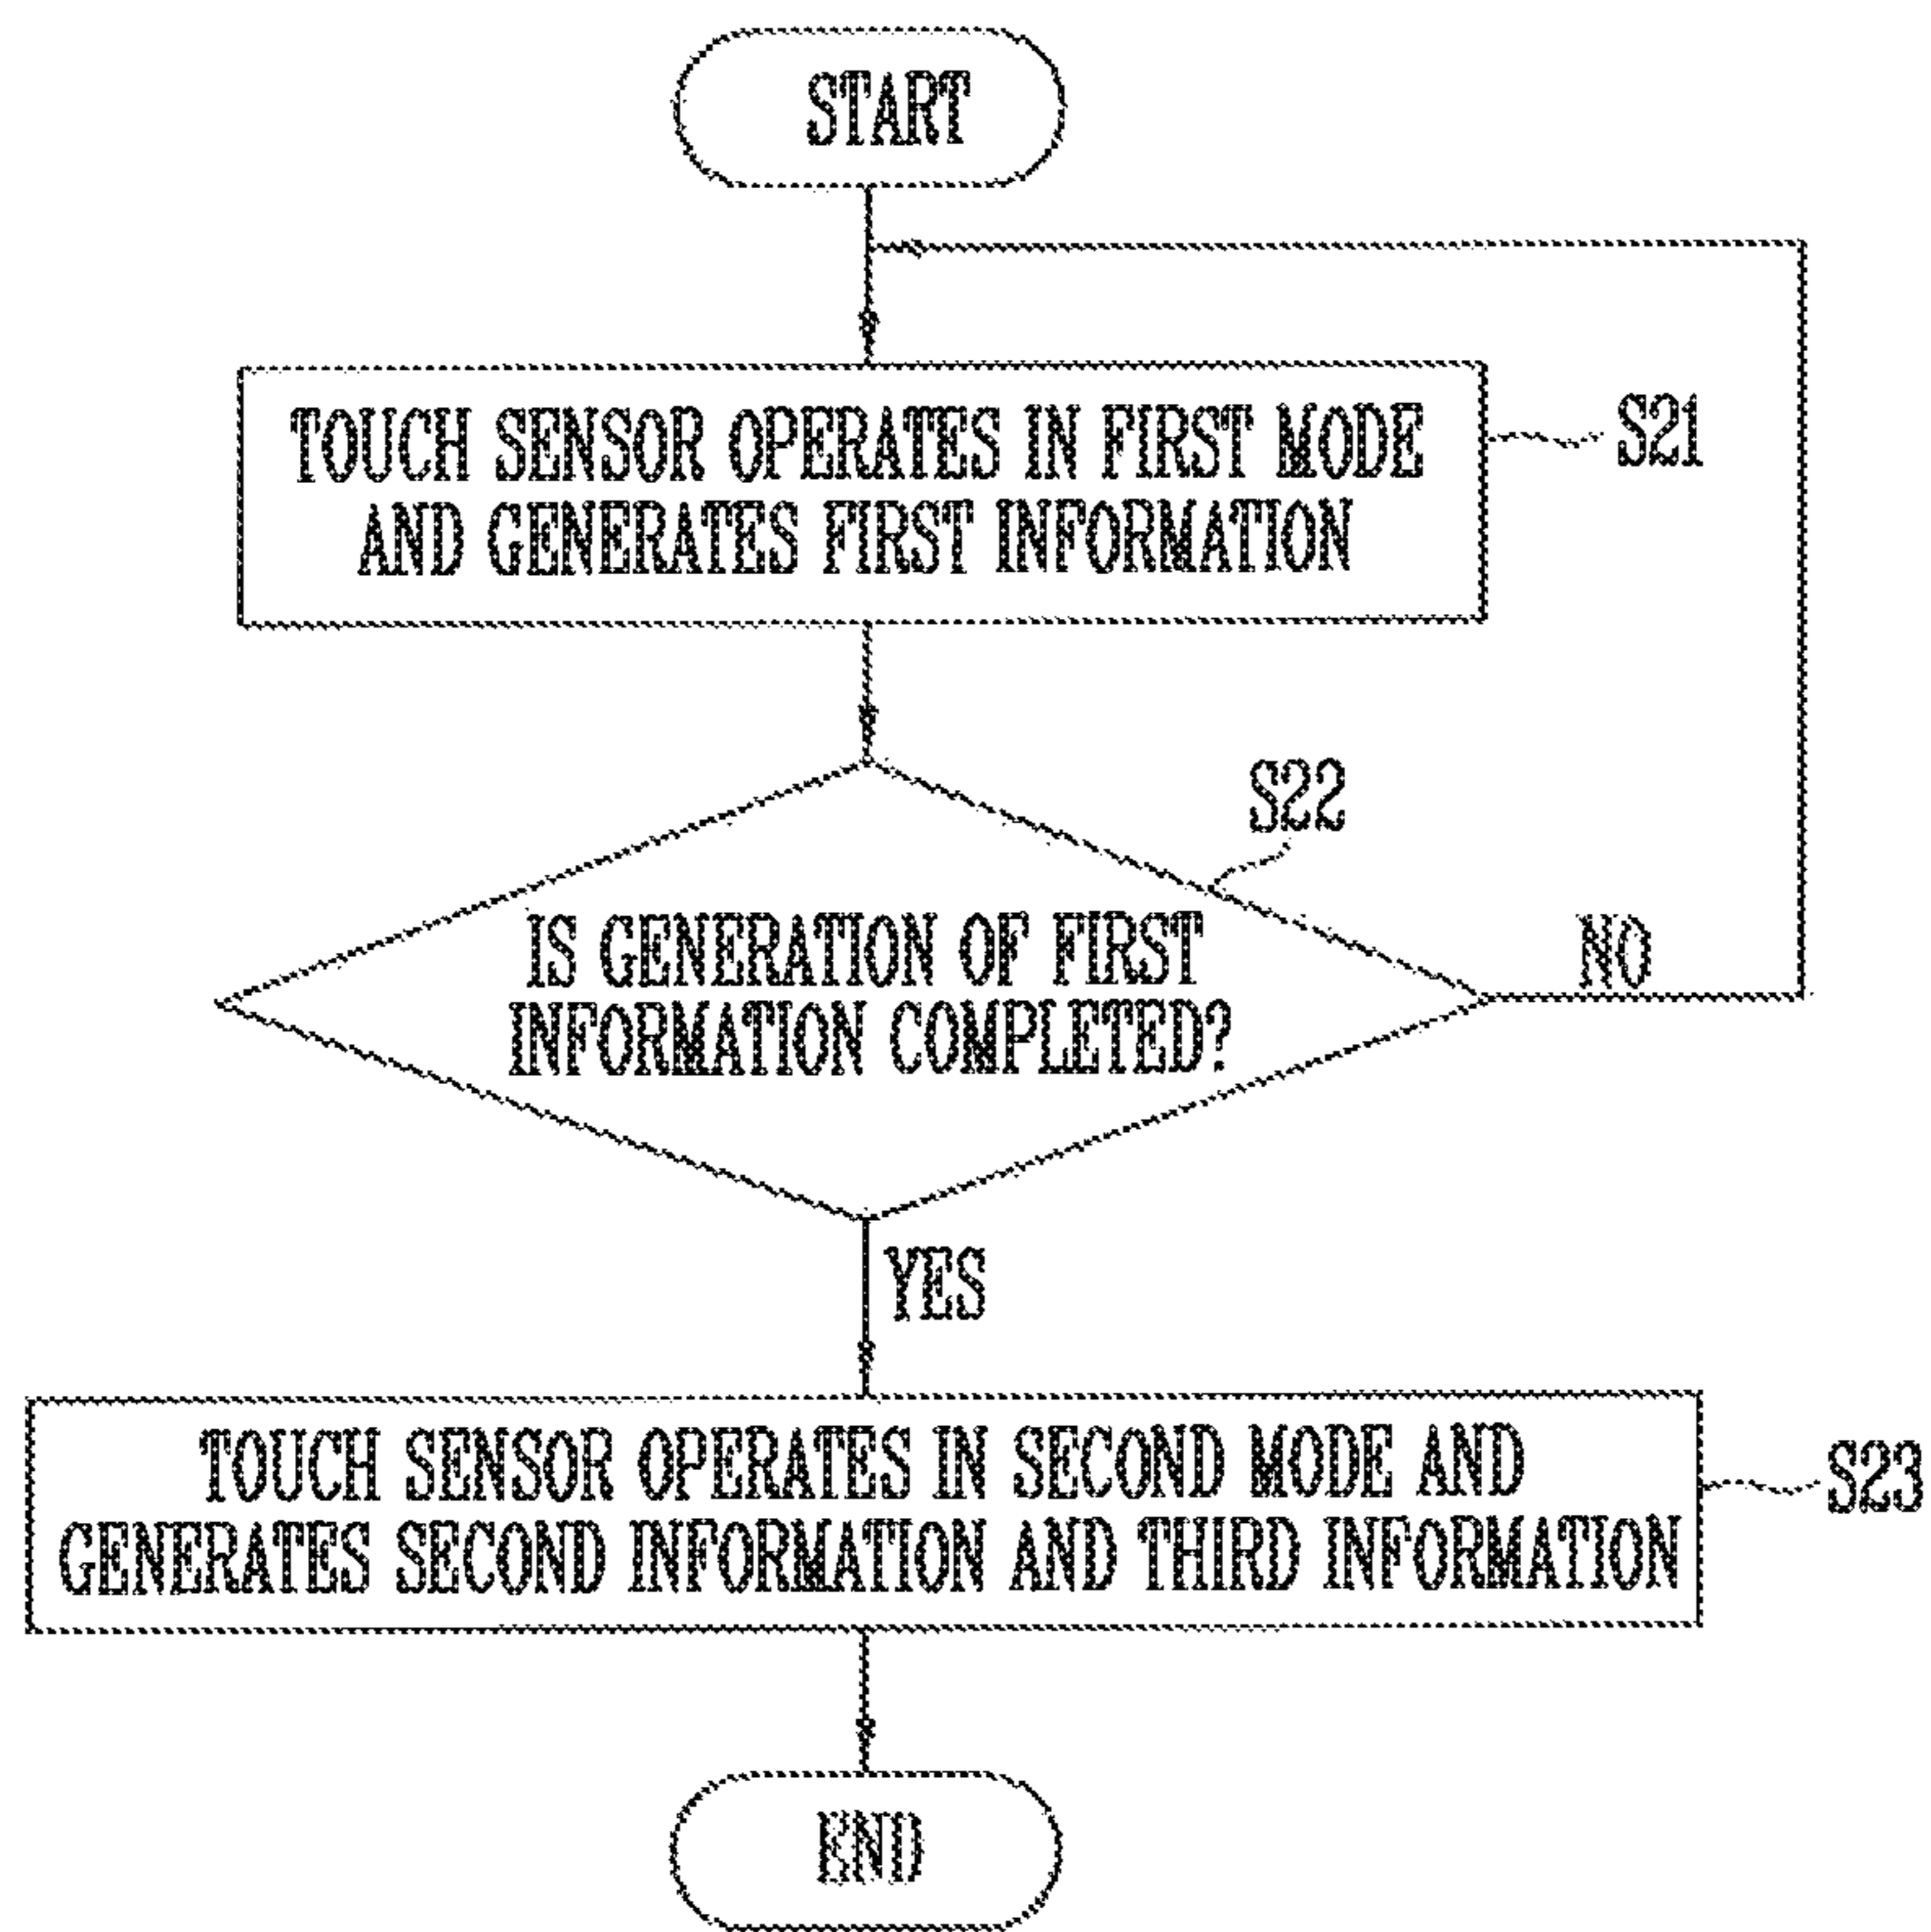 START
TOUCH SENSOR OPERATES IN FIRST MODE
AND GENERATES FIRST INFORMATION
S21
S22
IS GENERATION OF FIRST
INFORMATION COMPLETED?
NO
YES
TOUCH SENSOR OPERATES IN SECOND MODE AND
GENERATES SECOND INFORMATION AND THIRD INFORMATION
S23
END